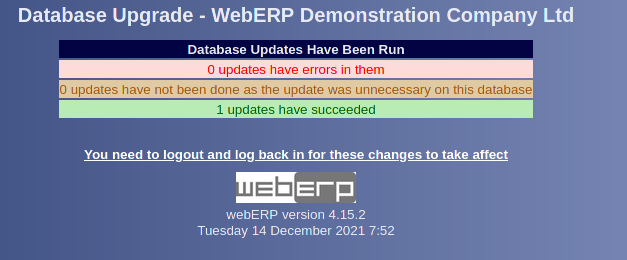 Database Upgrade - WebERP Demonstration Company Ltd
Database Updates Have Been Run
0 updates have errors in them
0 updates have not been done as the update was unnecessary on this database
1 updates have succeeded
You need to logout and log back in for these changes to take affect
weberp
webERP version 4.15.2
Tuesday 14 December 2021 7:52